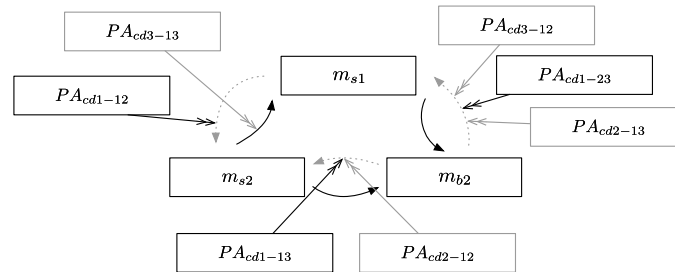 PA_{cd3-13}
PA_{cd3-12}
m_{s1}
PA_{cd1-23}
PA_{cd1-12}
PA_{cd2-13}
m_{s2}
m_{b2}
PA_{cd1-13}
PA_{cd2-12}